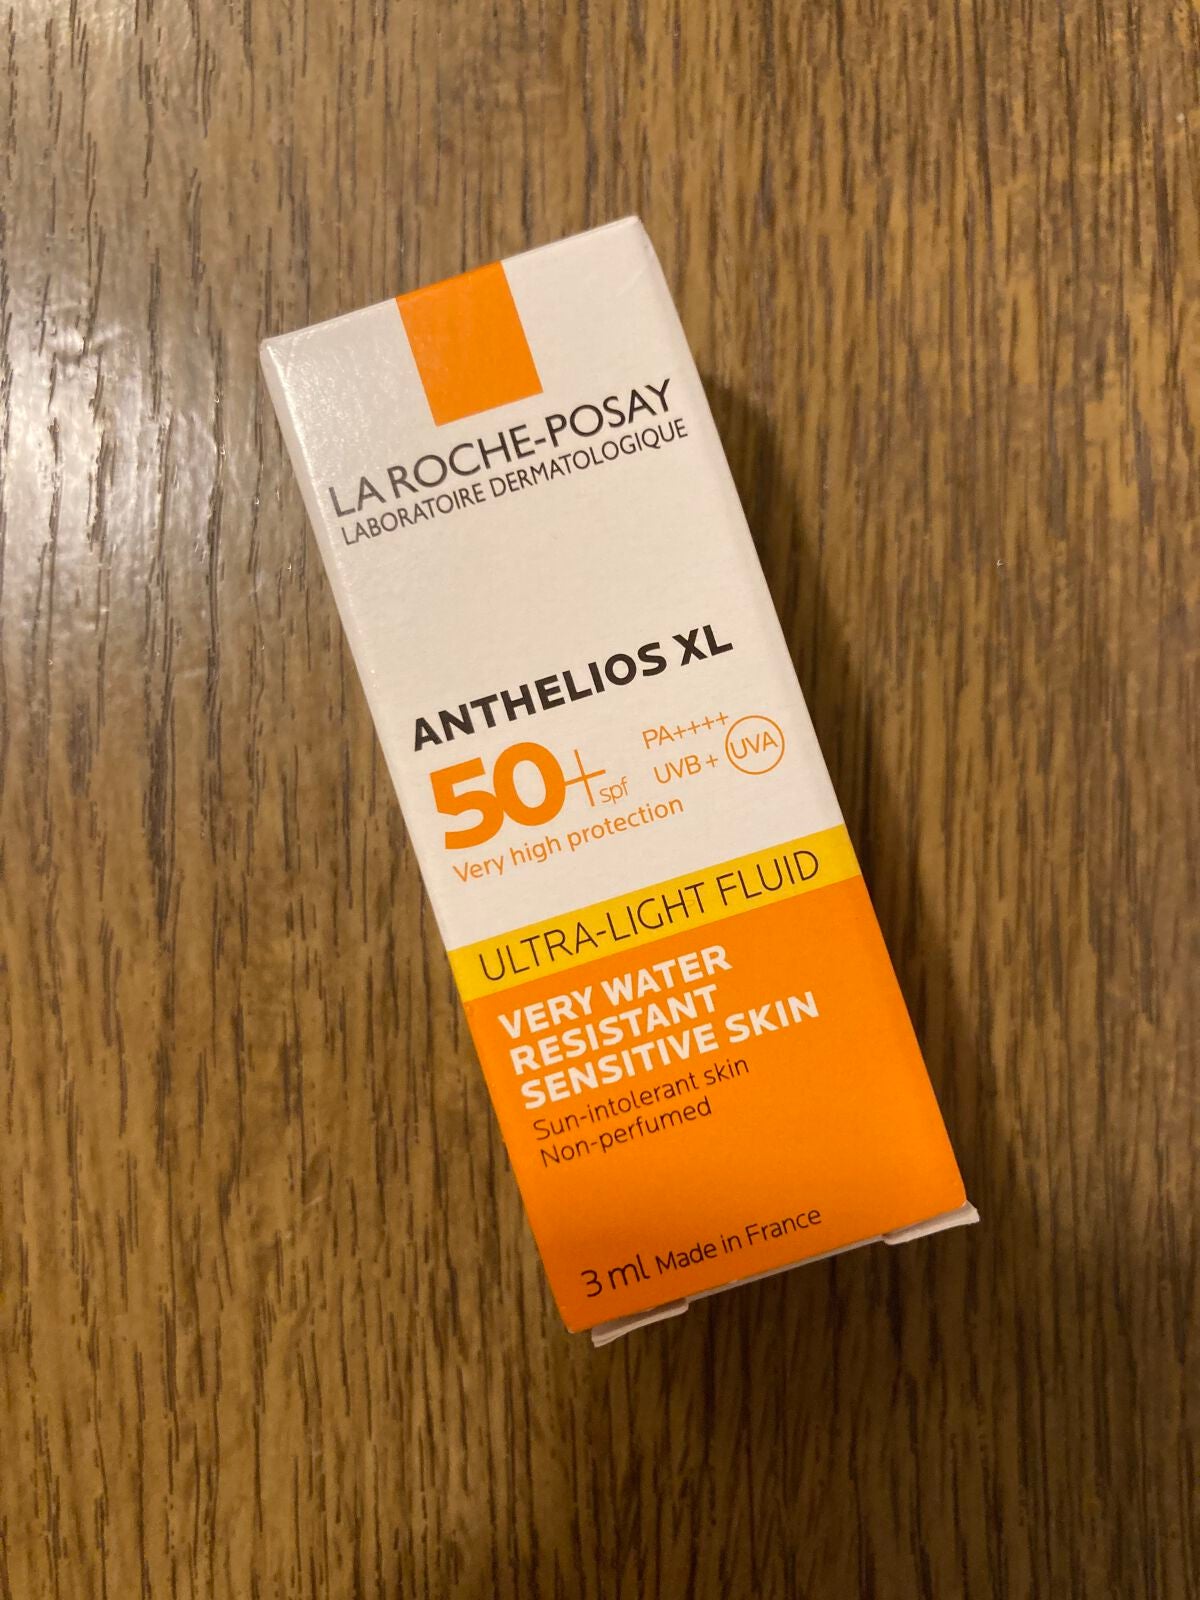 LA ROCHE-POSAY
LABORATOIRE DERMATOLOGIQUE
ANTHELIOS XL
50+ spf
PA++++
UVB + UVA
Very high protection
ULTRA-LIGHT FLUID
VERY WATER
RESISTANT
SENSITIVE SKIN
Sun-intolerant skin
Non-perfumed
3 ml Made in France